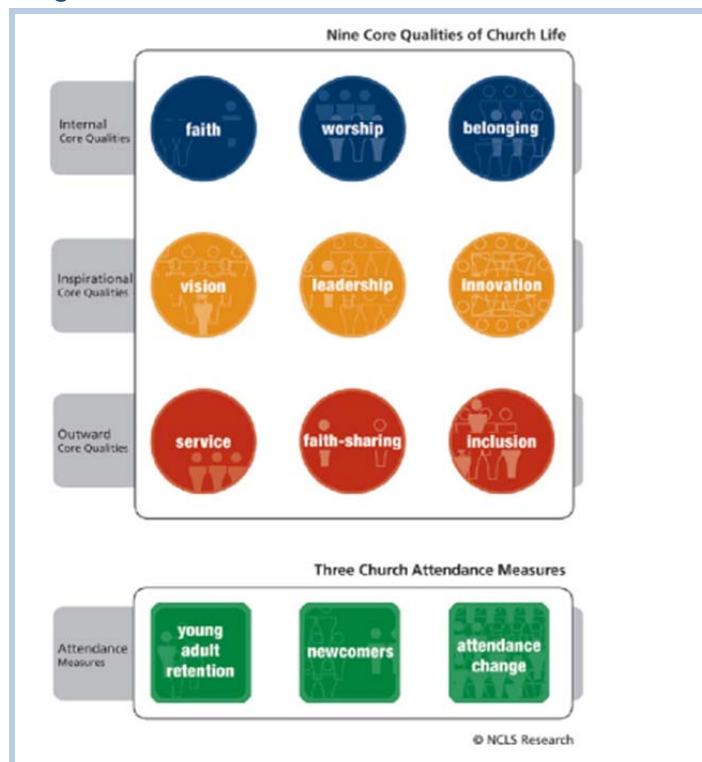 Nine Core Qualities of Church Life
Internal
Core Qualities
faith
worship
belonging
Inspirational
Core Qualities
vision
leadership
innovation
Outward
Core Qualities
service
faith-sharing
inclusion
Three Church Attendance Measures
Attendance
Measures
young
adult
retention
newcomers
attendance
change
© NCLS Research